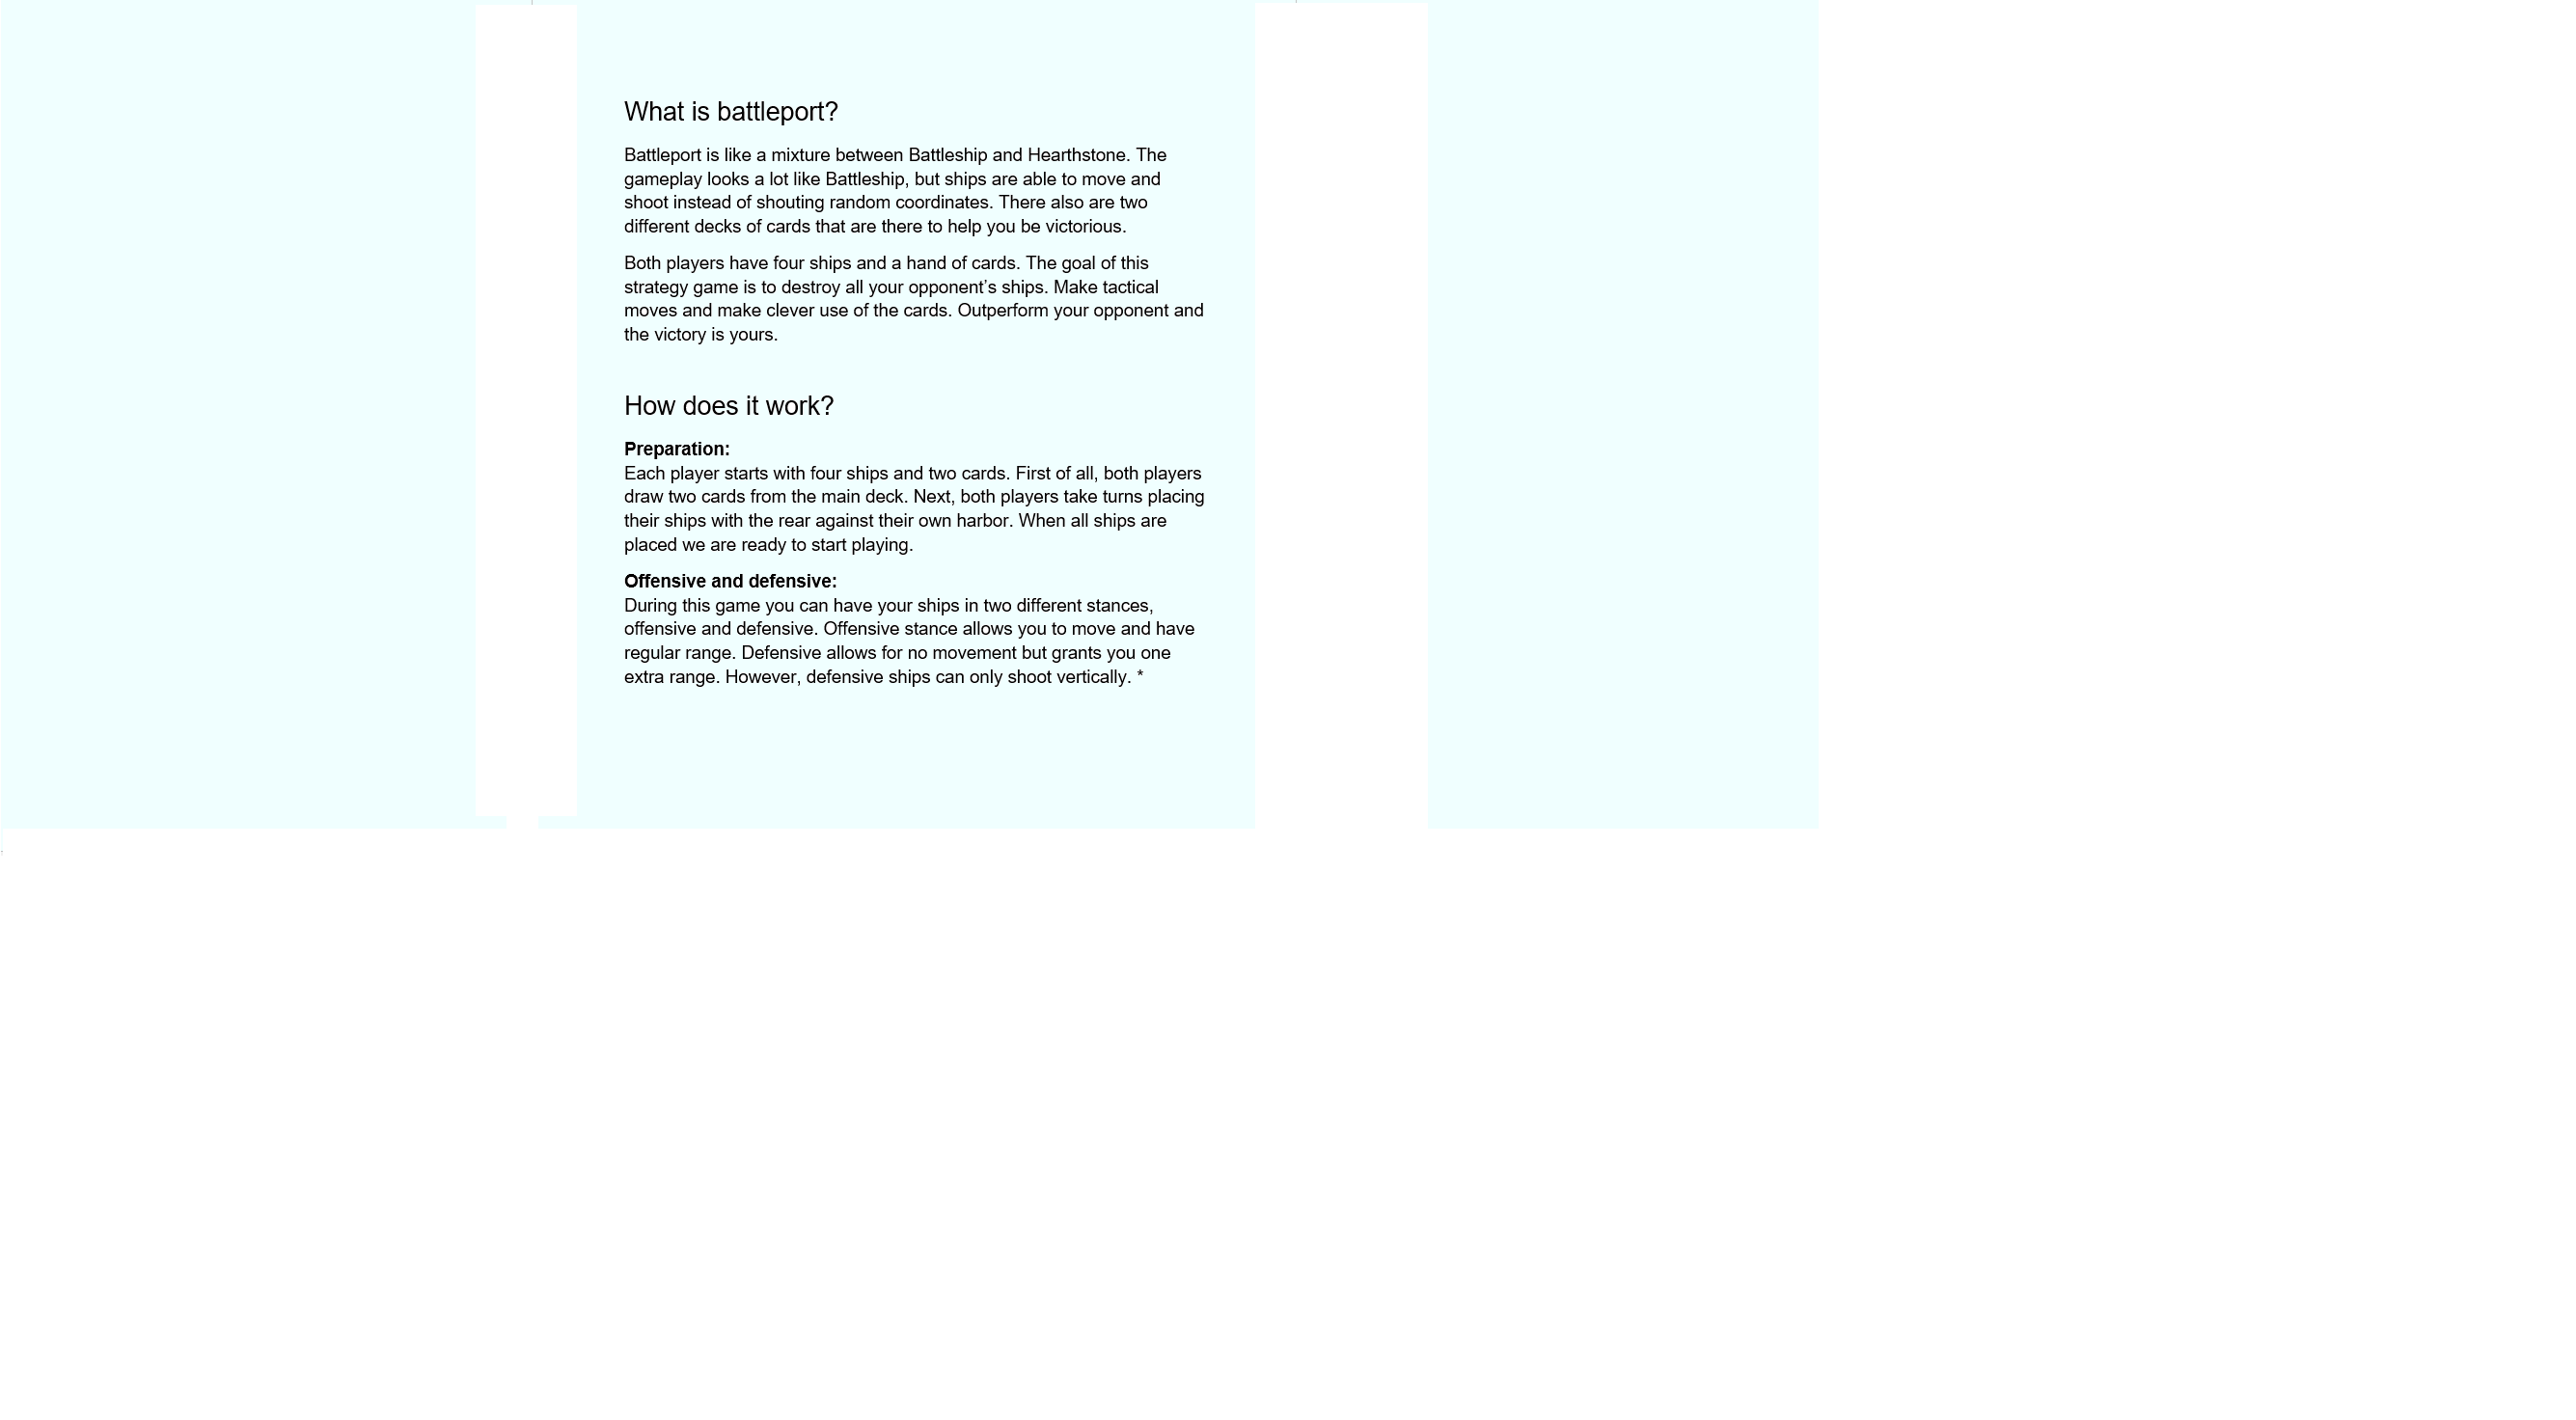 What is battleport?
Battleport is like a mixture between Battleship and Hearthstone. The
gameplay looks a lot like Battleship, but ships are able to move and
shoot instead of shouting random coordinates. There also are two
different decks of cards that are there to help you be victorious.
Both players have four ships and a hand of cards. The goal of this
strategy game is to destroy all your opponent’s ships. Make tactical
moves and make clever use of the cards. Outperform your opponent and
the victory is yours.
How does it work?
Preparation:
Each player starts with four ships and two cards. First of all, both players
draw two cards from the main deck. Next, both players take turns placing
their ships with the rear against their own harbor. When all ships are
placed we are ready to start playing.
Offensive and defensive:
During this game you can have your ships in two different stances,
offensive and defensive. Offensive stance allows you to move and have
regular range. Defensive allows for no movement but grants you one
extra range. However, defensive ships can only shoot vertically. *